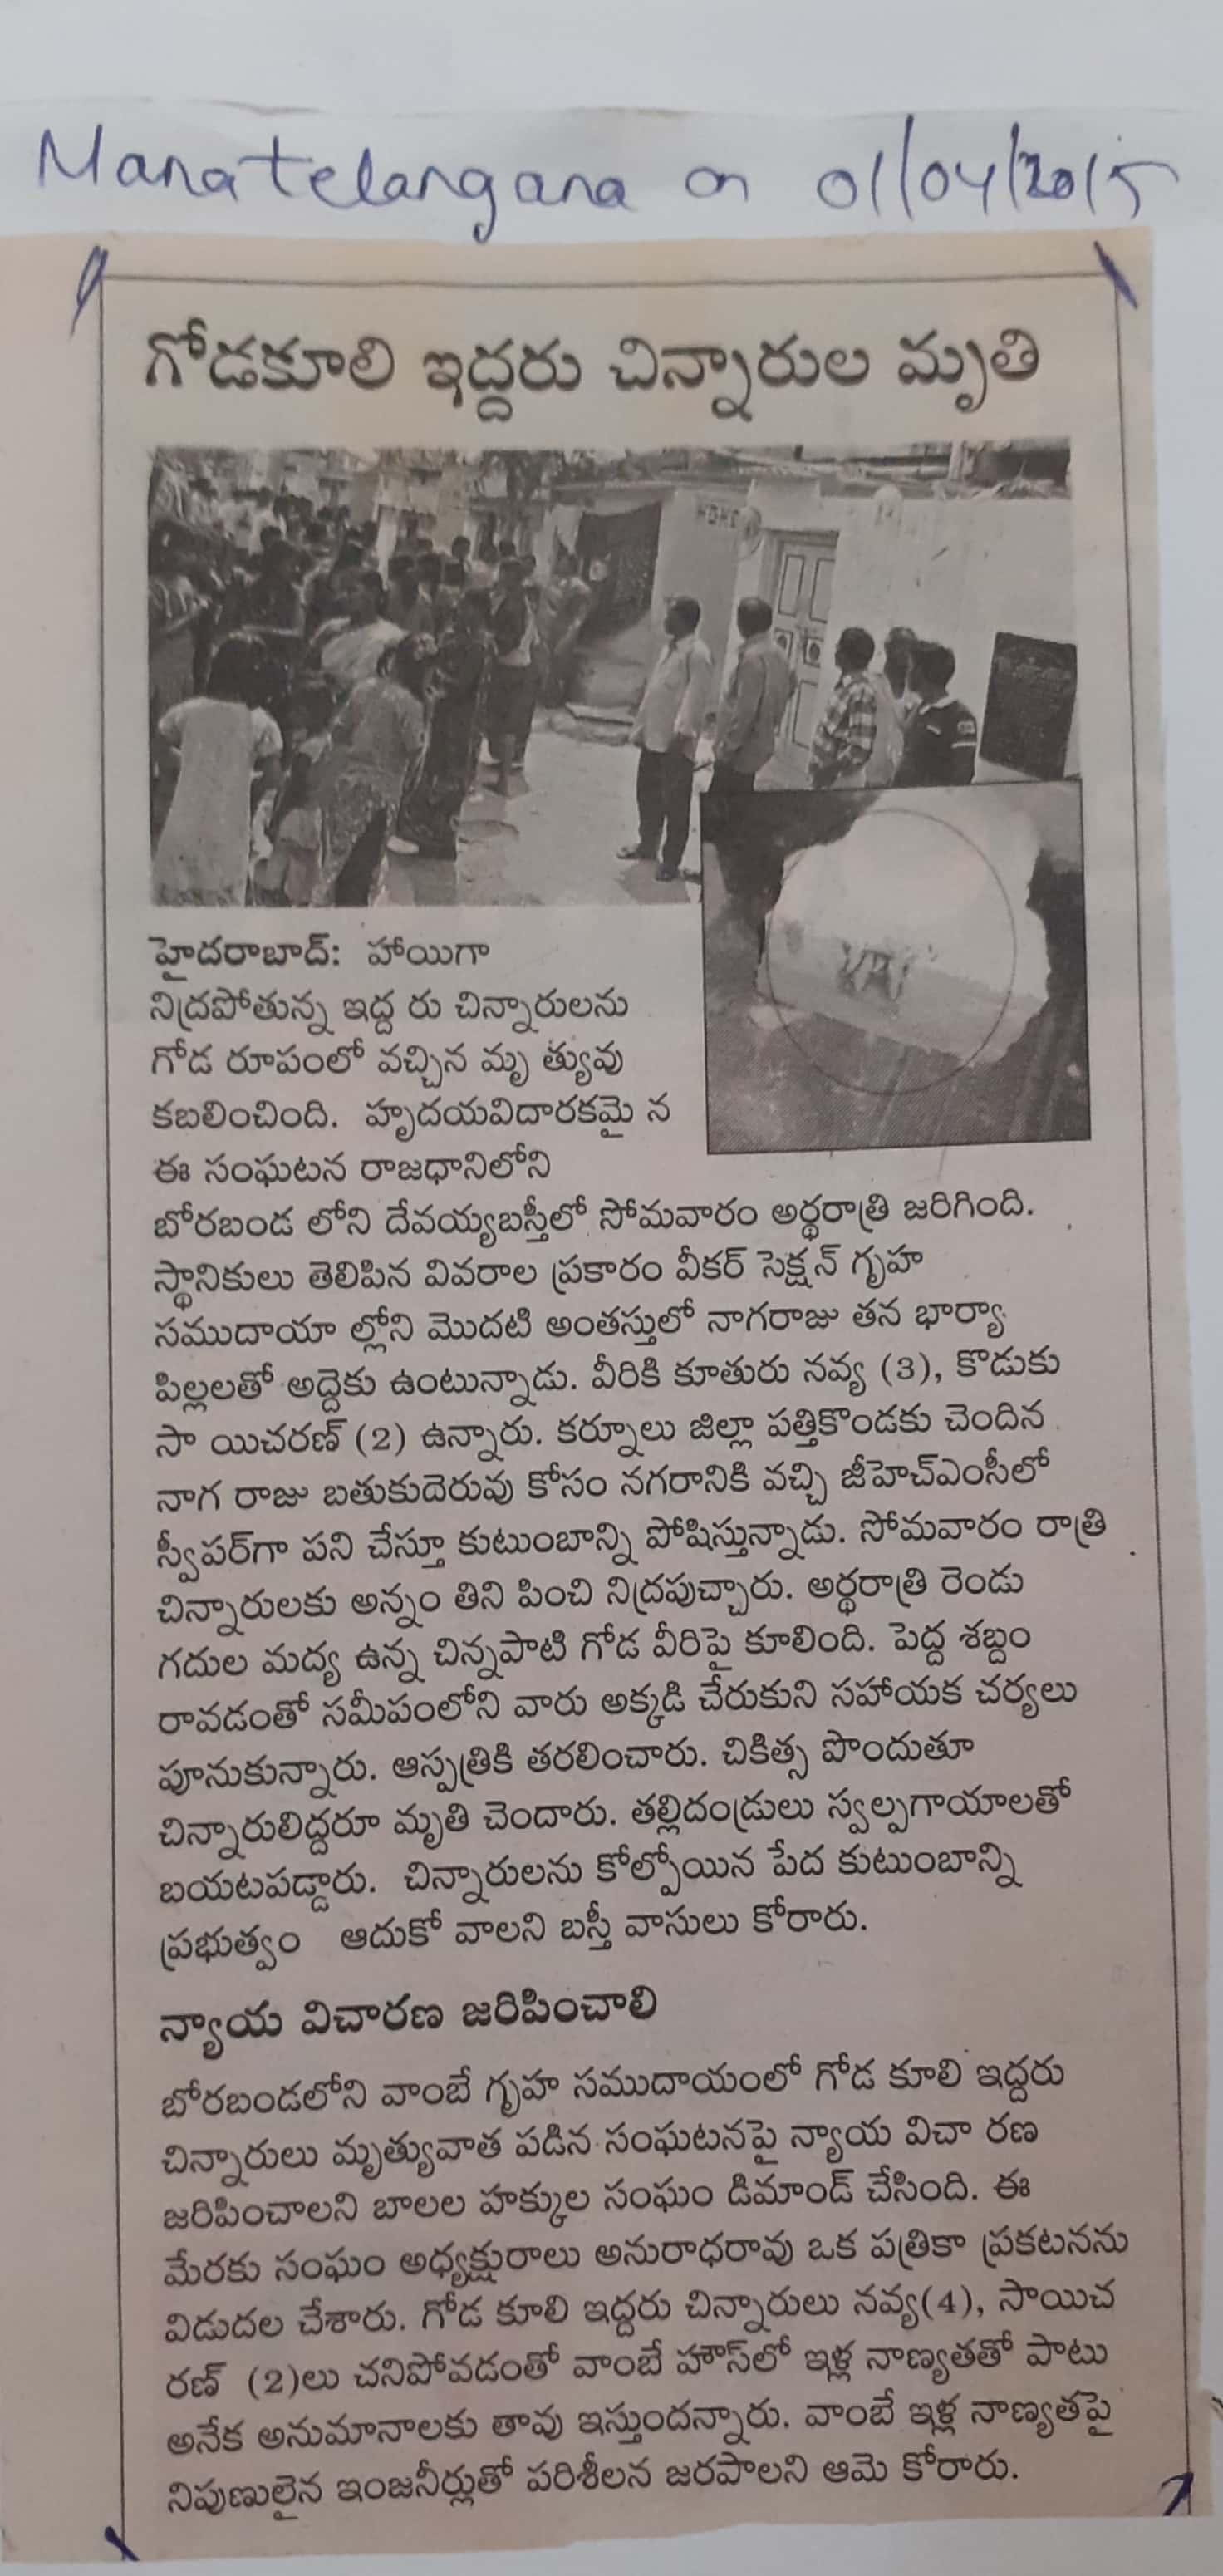 Manatelangana on 01/04/2015
గోడకూలి ఇద్దరు చిన్నారుల మృతి
HOME
హైదరాబాద్: హాయిగా
నిద్రపోతున్న ఇద్ద రు చిన్నారులను
గోడ రూపంలో వచ్చిన మృ త్యువు
కబలించింది. హృదయవిదారకమై న
ఈ సంఘటన రాజధానిలోని
బోరబండ లోని దేవయ్యబస్తీలో సోమవారం అర్థరాత్రి జరిగింది.
స్థానికులు తెలిపిన వివరాల ప్రకారం వీకర్ సెక్షన్ గృహ
సముదాయా ల్లోని మొదటి అంతస్తులో నాగరాజు తన భార్యా
పిల్లలతో అద్దెకు ఉంటున్నాడు. వీరికి కూతురు నవ్య (3), కొడుకు
సా యిచరణ్ (2) ఉన్నారు. కర్నూలు జిల్లా పత్తికొండకు చెందిన
నాగ రాజు బతుకుదెరువు కోసం నగరానికి వచ్చి జీహెచ్ఎంసీలో
స్వీపర్‌గా పని చేస్తూ కుటుంబాన్ని పోషిస్తున్నాడు. సోమవారం రాత్రి
చిన్నారులకు అన్నం తిని పించి నిద్రపుచ్చారు. అర్థరాత్రి రెండు
గదుల మద్య ఉన్న చిన్నపాటి గోడ వీరిపై కూలింది. పెద్ద శబ్దం
రావడంతో సమీపంలోని వారు అక్కడి చేరుకుని సహాయక చర్యలు
పూనుకున్నారు. ఆస్పత్రికి తరలించారు. చికిత్స పొందుతూ
చిన్నారులిద్దరూ మృతి చెందారు. తల్లిదండ్రులు స్వల్పగాయాలతో
బయటపడ్డారు. చిన్నారులను కోల్పోయిన పేద కుటుంబాన్ని
ప్రభుత్వం ఆదుకో వాలని బస్తీ వాసులు కోరారు.
న్యాయ విచారణ జరిపించాలి
బోరబండలోని వాంబే గృహ సముదాయంలో గోడ కూలి ఇద్దరు
చిన్నారులు మృత్యువాత పడిన సంఘటనపై న్యాయ విచా రణ
జరిపించాలని బాలల హక్కుల సంఘం డిమాండ్ చేసింది. ఈ
మేరకు సంఘం అధ్యక్షురాలు అనురాధరావు ఒక పత్రికా ప్రకటనను
విడుదల చేశారు. గోడ కూలి ఇద్దరు చిన్నారులు నవ్య(4), సాయిచ
రణ్ (2)లు చనిపోవడంతో వాంబే హౌస్‌లో ఇళ్ల నాణ్యతతో పాటు
అనేక అనుమానాలకు తావు ఇస్తుందన్నారు. వాంబే ఇళ్ల నాణ్యతపై
నిపుణులైన ఇంజనీర్లుతో పరిశీలన జరపాలని ఆమె కోరారు.